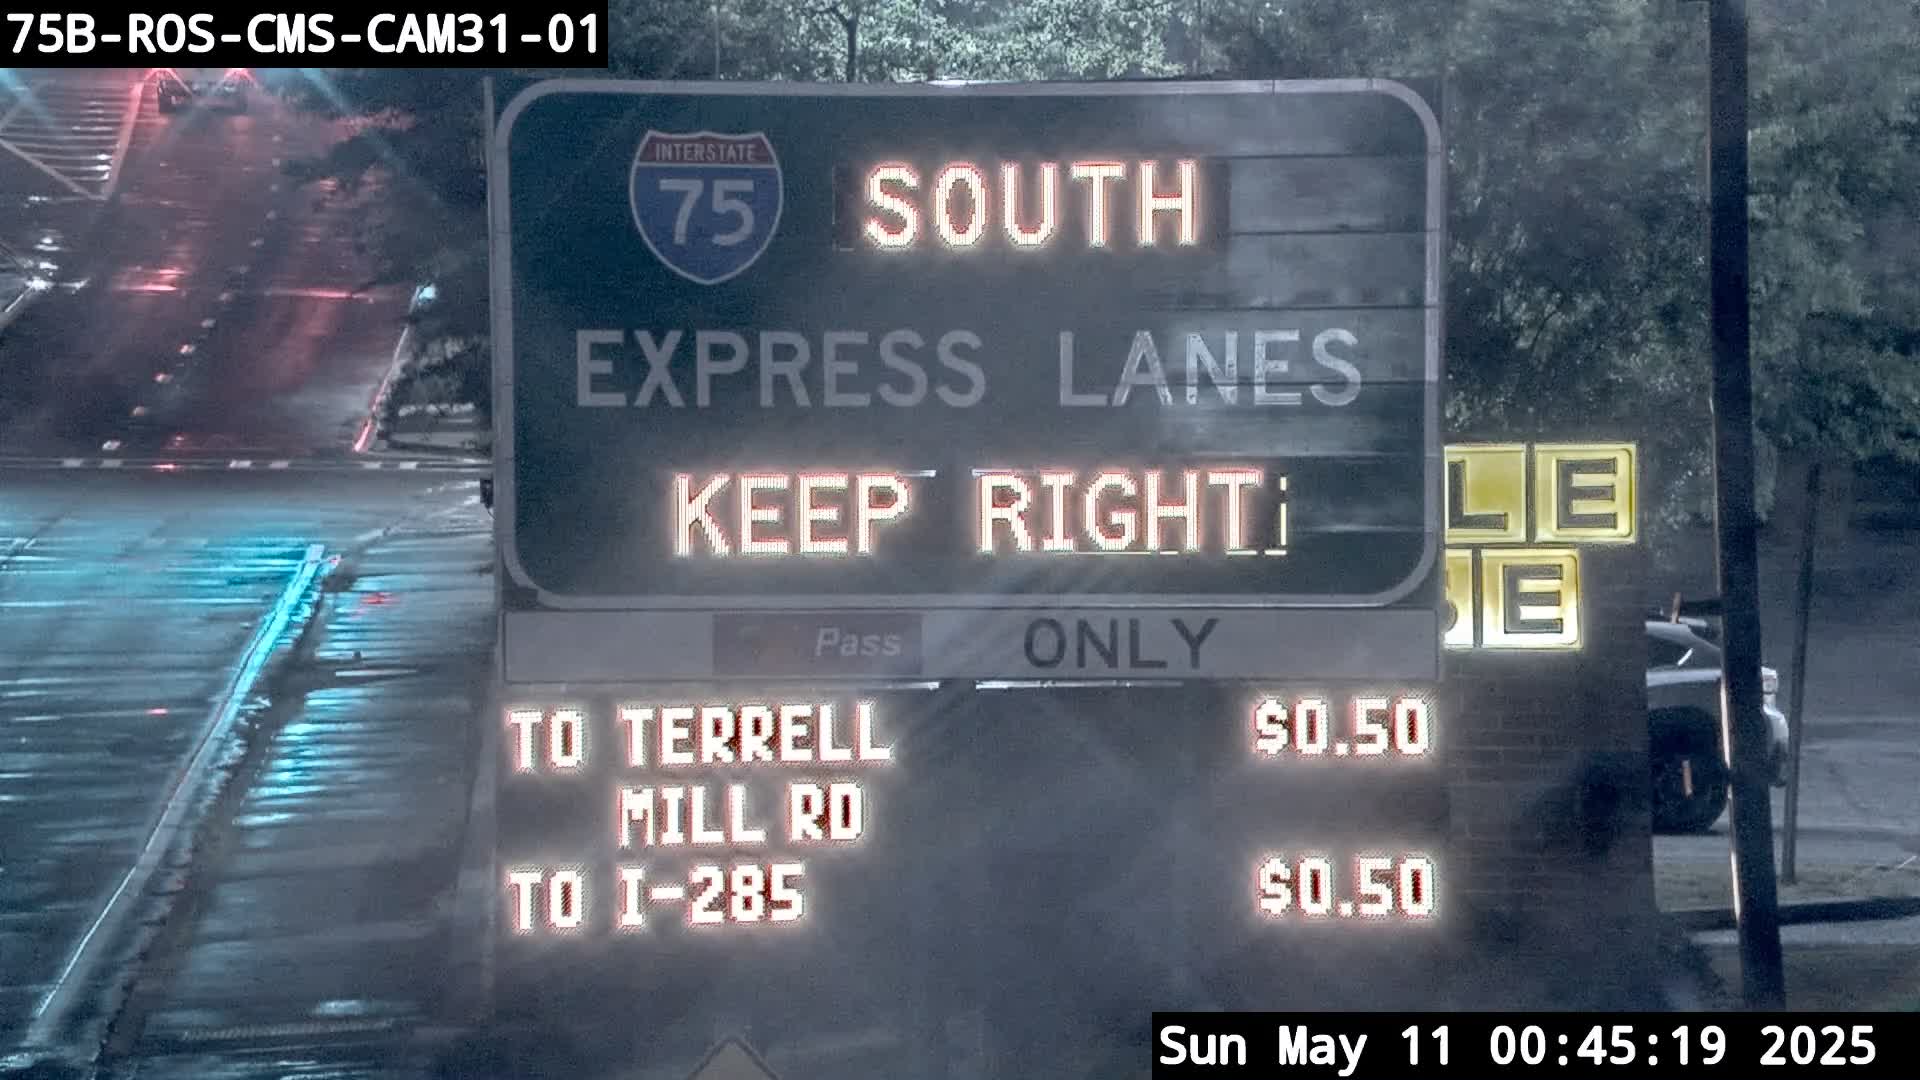 75B-ROS-CMS-CAM31-01
INTERSTATE
75
SOUTH
EXPRESS LANES
KEEP RIGHT
Pass ONLY
TO TERRELL $0.50
MILL RD
TO I-285 $0.50
LE
E
Sun May 11 00:45:19 2025